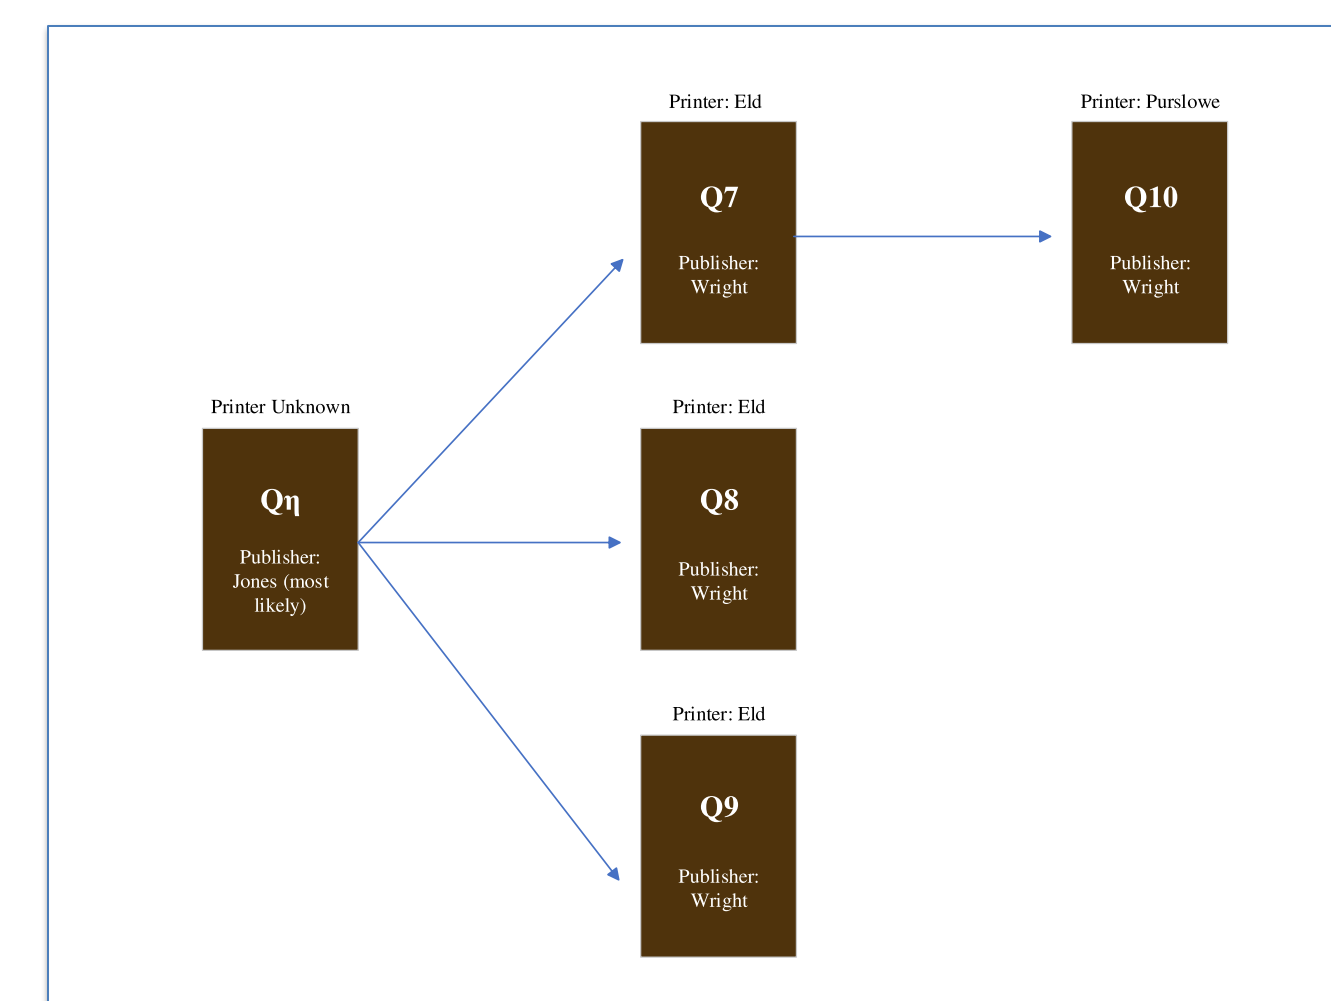 Printer: Eld
Q7
Publisher:
Wright
Printer: Purslowe
Q10
Publisher:
Wright
Printer Unknown
Qη
Publisher:
Jones (most
likely)
Printer: Eld
Q8
Publisher:
Wright
Printer: Eld
Q9
Publisher:
Wright